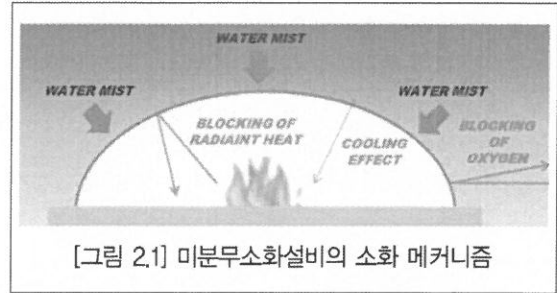 WATER MIST
WATER MIST
WATER MIST
BLOCKING OF
RADIAINT HEAT
COOLING
EFFECT
BLOCKING
OF
OXYGEN
[그림 2.1] 미분무소화설비의 소화 메커니즘